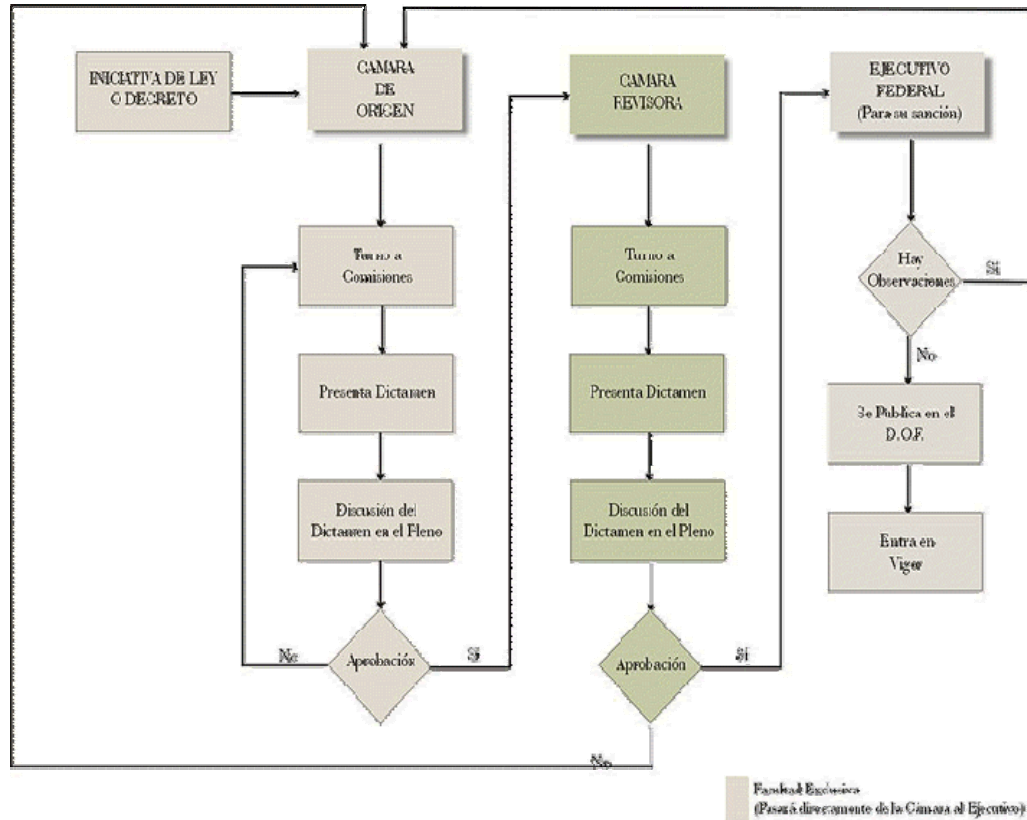 INICIATIVA DE LEY
O DECRETO
CAMARA
DE
ORIGEN
Turno a
Comisiones
Presenta Dictamen
Discusión del
Dictamen en el Pleno
Aprobación
No
Si
CAMARA
REVISORA
Turno a
Comisiones
Presenta Dictamen
Discusión del
Dictamen en el Pleno
Aprobación
Si
No
EJECUTIVO
FEDERAL
(Para su sanción)
Hay
Observaciones
Si
No
Se Publica en el
D.O.F.
Entra en
Vigor
Facultad Exclusiva
(Pasará directamente de la Cámara al Ejecutivo)